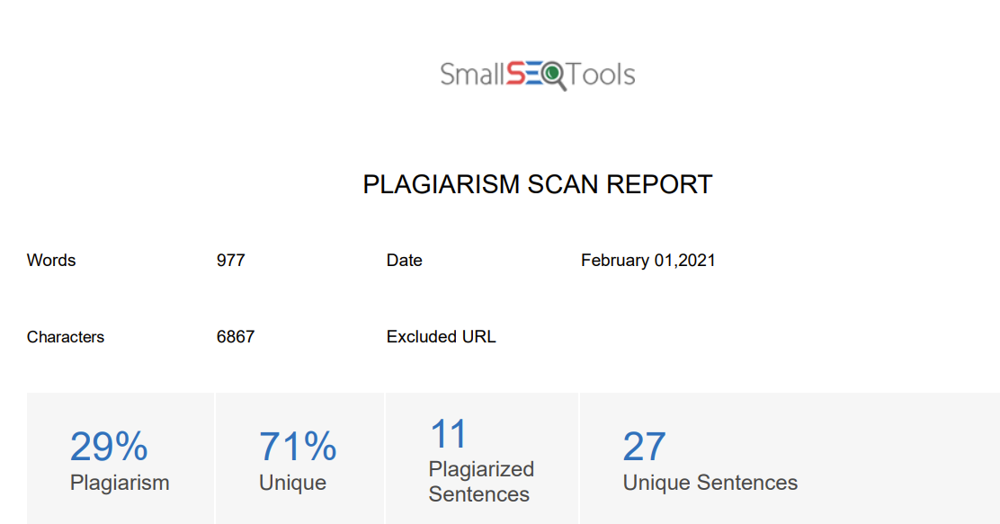 SmallSEOTools
PLAGIARISM SCAN REPORT
Words 977 Date February 01,2021
Characters 6867 Excluded URL
29% 71% 11 27
Plagiarism Unique Plagiarized Sentences Unique Sentences